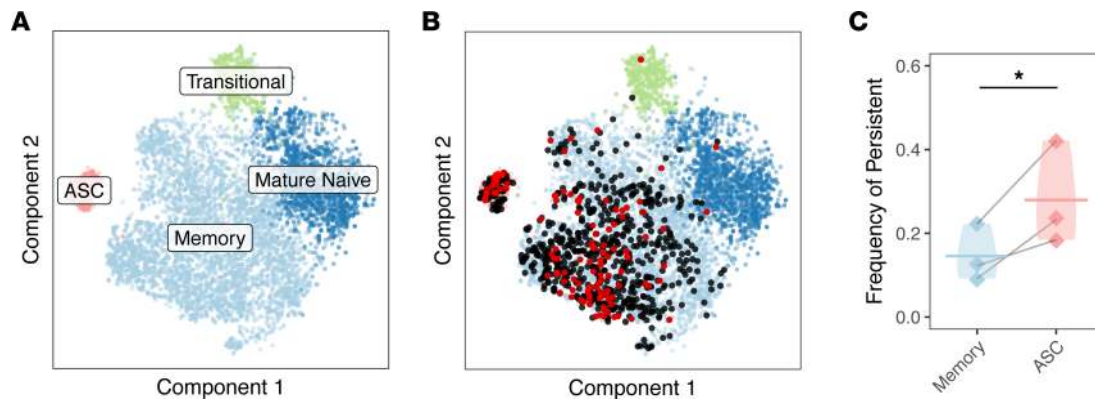 A
Transitional
ASC
Mature Naive
Memory
Component 2
Component 1
B
Component 2
Component 1
C
Frequency of Persistent
0.6
0.4
0.2
0.0
*
Memory
ASC